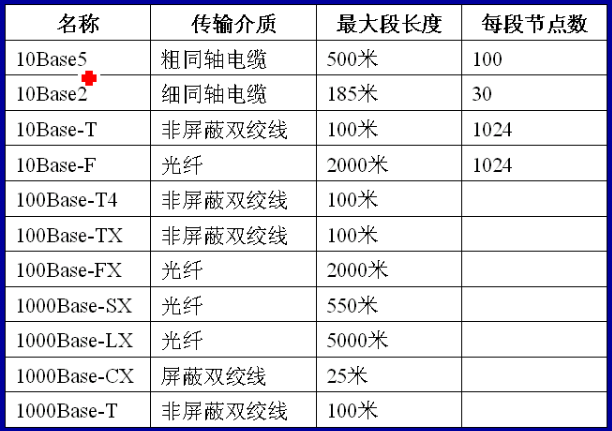 名称 传输介质 最大段长度 每段节点数
10Base5 粗同轴电缆 500米 100
10Base2 细同轴电缆 185米 30
10Base-T 非屏蔽双绞线 100米 1024
10Base-F 光纤 2000米 1024
100Base-T4 非屏蔽双绞线 100米
100Base-TX 非屏蔽双绞线 100米
100Base-FX 光纤 2000米
1000Base-SX 光纤 550米
1000Base-LX 光纤 5000米
1000Base-CX 屏蔽双绞线 25米
1000Base-T 非屏蔽双绞线 100米